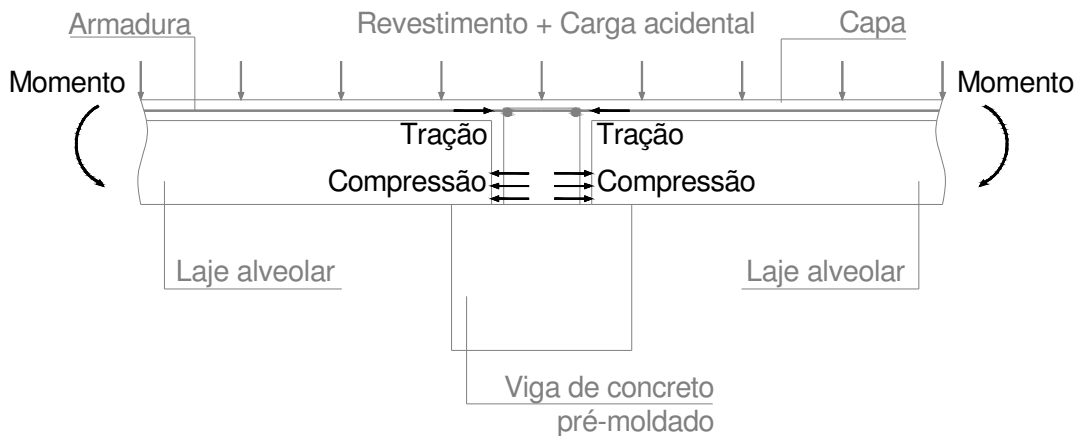 Armadura
Revestimento + Carga acidental
Capa
Momento
Momento
Tração
Tração
Compressão
Compressão
Laje alveolar
Laje alveolar
Viga de concreto
pré-moldado